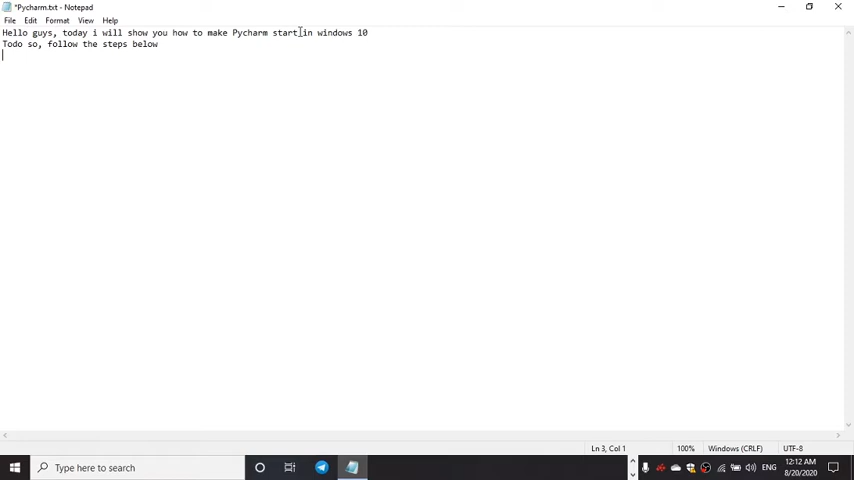 *Pycharm.txt - Notepad
File Edit Format View Help
Hello guys, today i will show you how to make Pycharm start in windows 10
Todo so, follow the steps below
Ln 3, Col 1 100% Windows (CRLF) UTF-8
Type here to search
ENG
12:12 AM
8/20/2020